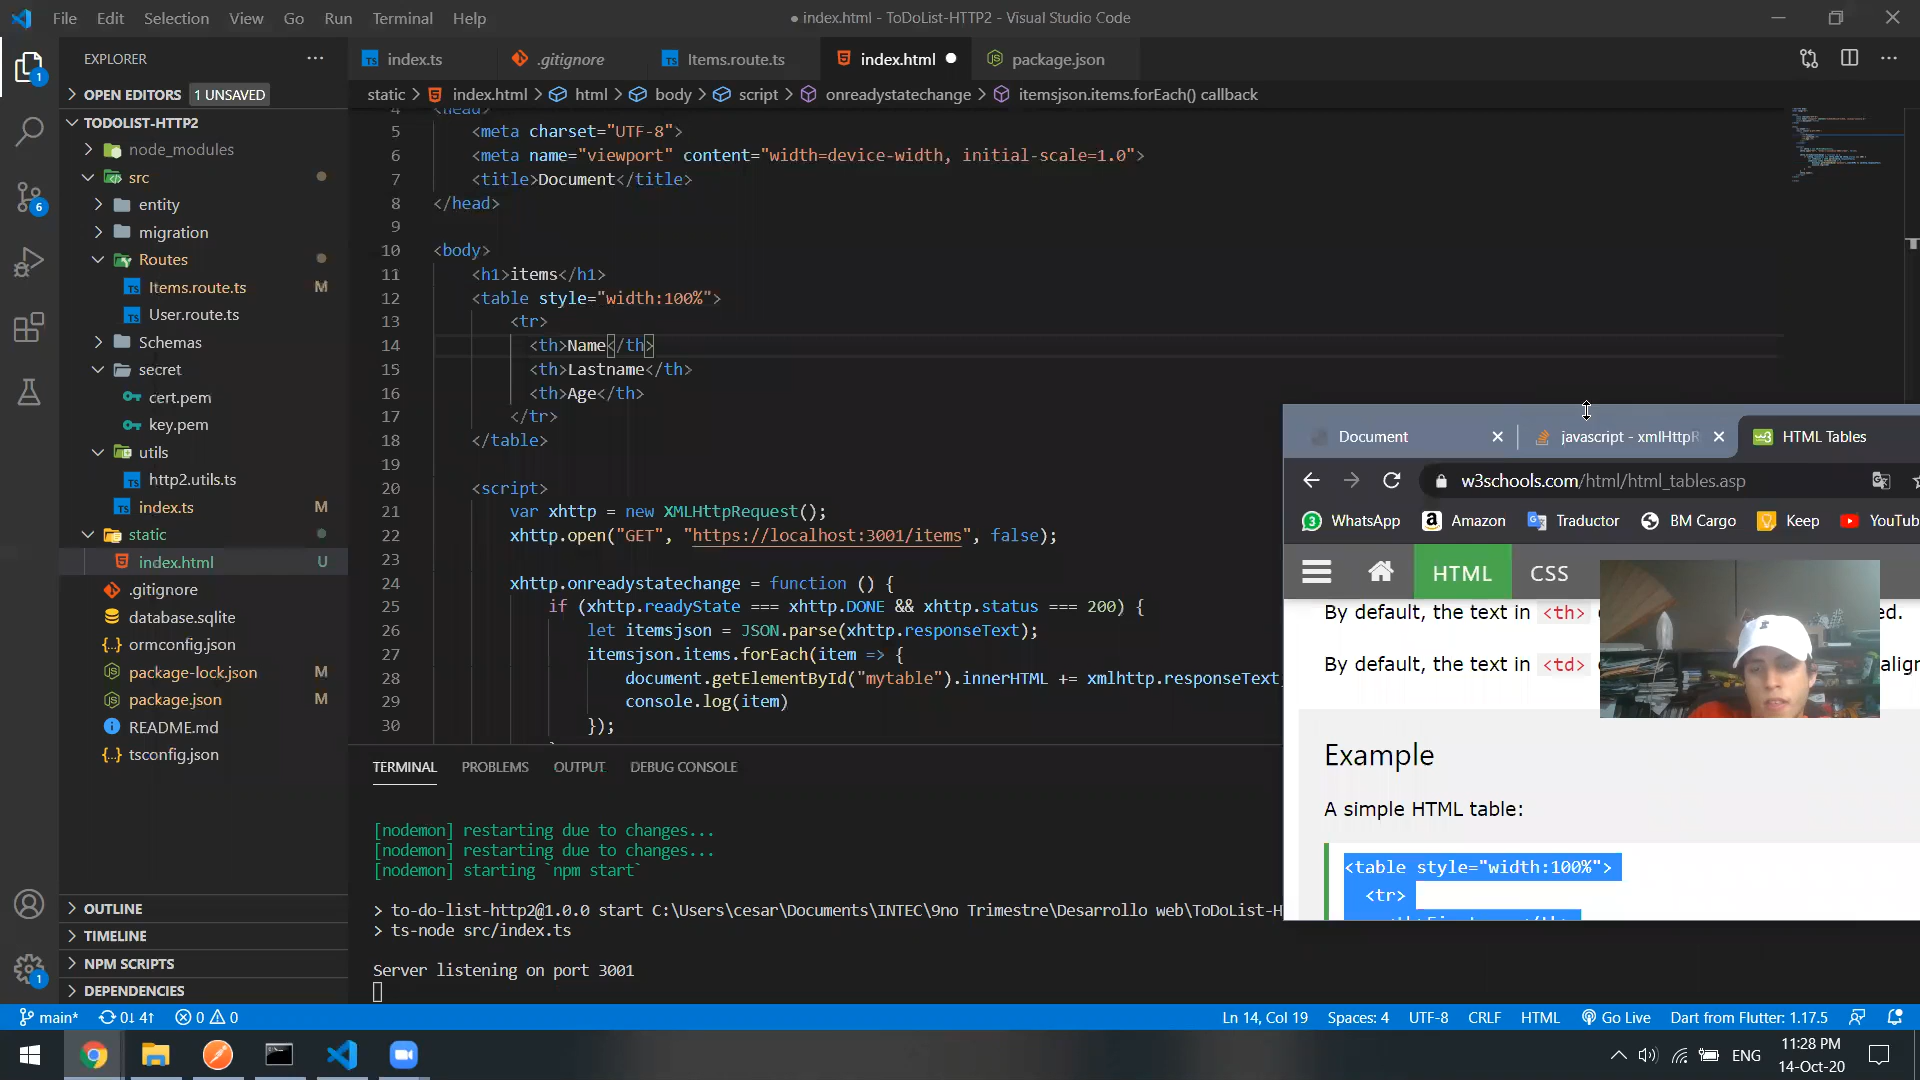 File Edit Selection View Go Run Terminal Help
● index.html - ToDoList-HTTP2 - Visual Studio Code
EXPLORER
OPEN EDITORS 1 UNSAVED
TODOLIST-HTTP2
node_modules
src
entity
migration
Routes
TS Items.route.ts M
TS User.route.ts
Schemas
secret
cert.pem
key.pem
utils
TS http2.utils.ts
TS index.ts M
static
index.html U
.gitignore
database.sqlite
ormconfig.json
package-lock.json M
package.json M
README.md
tsconfig.json
OUTLINE
TIMELINE
NPM SCRIPTS
DEPENDENCIES
1
6
1
TS index.ts .gitignore TS Items.route.ts index.html ● package.json
static > index.html > html > body > script > onreadystatechange > itemsjson.items.forEach() callback
4 <head>
5 <meta charset="UTF-8">
6 <meta name="viewport" content="width=device-width, initial-scale=1.0">
7 <title>Document</title>
8 </head>
9
10 <body>
11 <h1>items</h1>
12 <table style="width:100%">
13 <tr>
14 <th>Name</th>
15 <th>Lastname</th>
16 <th>Age</th>
17 </tr>
18 </table>
19
20 <script>
21 var xhttp = new XMLHttpRequest();
22 xhttp.open("GET", "https://localhost:3001/items", false);
23
24 xhttp.onreadystatechange = function () {
25 if (xhttp.readyState === xhttp.DONE && xhttp.status === 200) {
26 let itemsjson = JSON.parse(xhttp.responseText);
27 itemsjson.items.forEach(item => {
28 document.getElementById("mytable").innerHTML += xmlhttp.responseText
29 console.log(item)
30 });
TERMINAL PROBLEMS OUTPUT DEBUG CONSOLE
[nodemon] restarting due to changes...
[nodemon] restarting due to changes...
[nodemon] starting `npm start`
> to-do-list-http2@1.0.0 start C:\Users\cesar\Documents\INTEC\9no Trimestre\Desarrollo web\ToDoList-H
> ts-node src/index.ts
Server listening on port 3001
Document javascript - xmlHttpR HTML Tables
w3schools.com/html/html_tables.asp
3 WhatsApp Amazon Traductor BM Cargo Keep YouTub
HTML CSS
By default, the text in <th> ed.
By default, the text in <td> align
Example
A simple HTML table:
<table style="width:100%">
<tr>
main* 0↓ 4↑ 0 0
Ln 14, Col 19 Spaces: 4 UTF-8 CRLF HTML Go Live Dart from Flutter: 1.17.5
ENG
11:28 PM
14-Oct-20